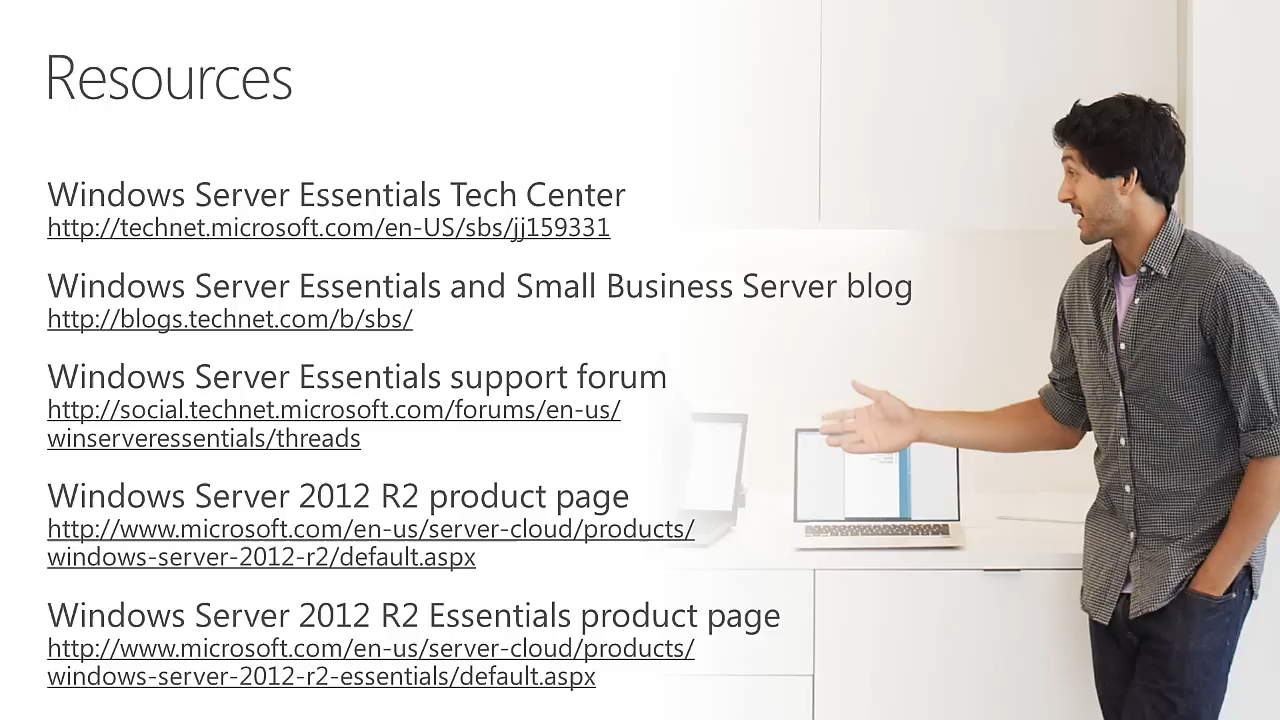 Resources
Windows Server Essentials Tech Center
http://technet.microsoft.com/en-US/sbs/jj159331
Windows Server Essentials and Small Business Server blog
http://blogs.technet.com/b/sbs/
Windows Server Essentials support forum
http://social.technet.microsoft.com/forums/en-us/
winserveressentials/threads
Windows Server 2012 R2 product page
http://www.microsoft.com/en-us/server-cloud/products/
windows-server-2012-r2/default.aspx
Windows Server 2012 R2 Essentials product page
http://www.microsoft.com/en-us/server-cloud/products/
windows-server-2012-r2-essentials/default.aspx